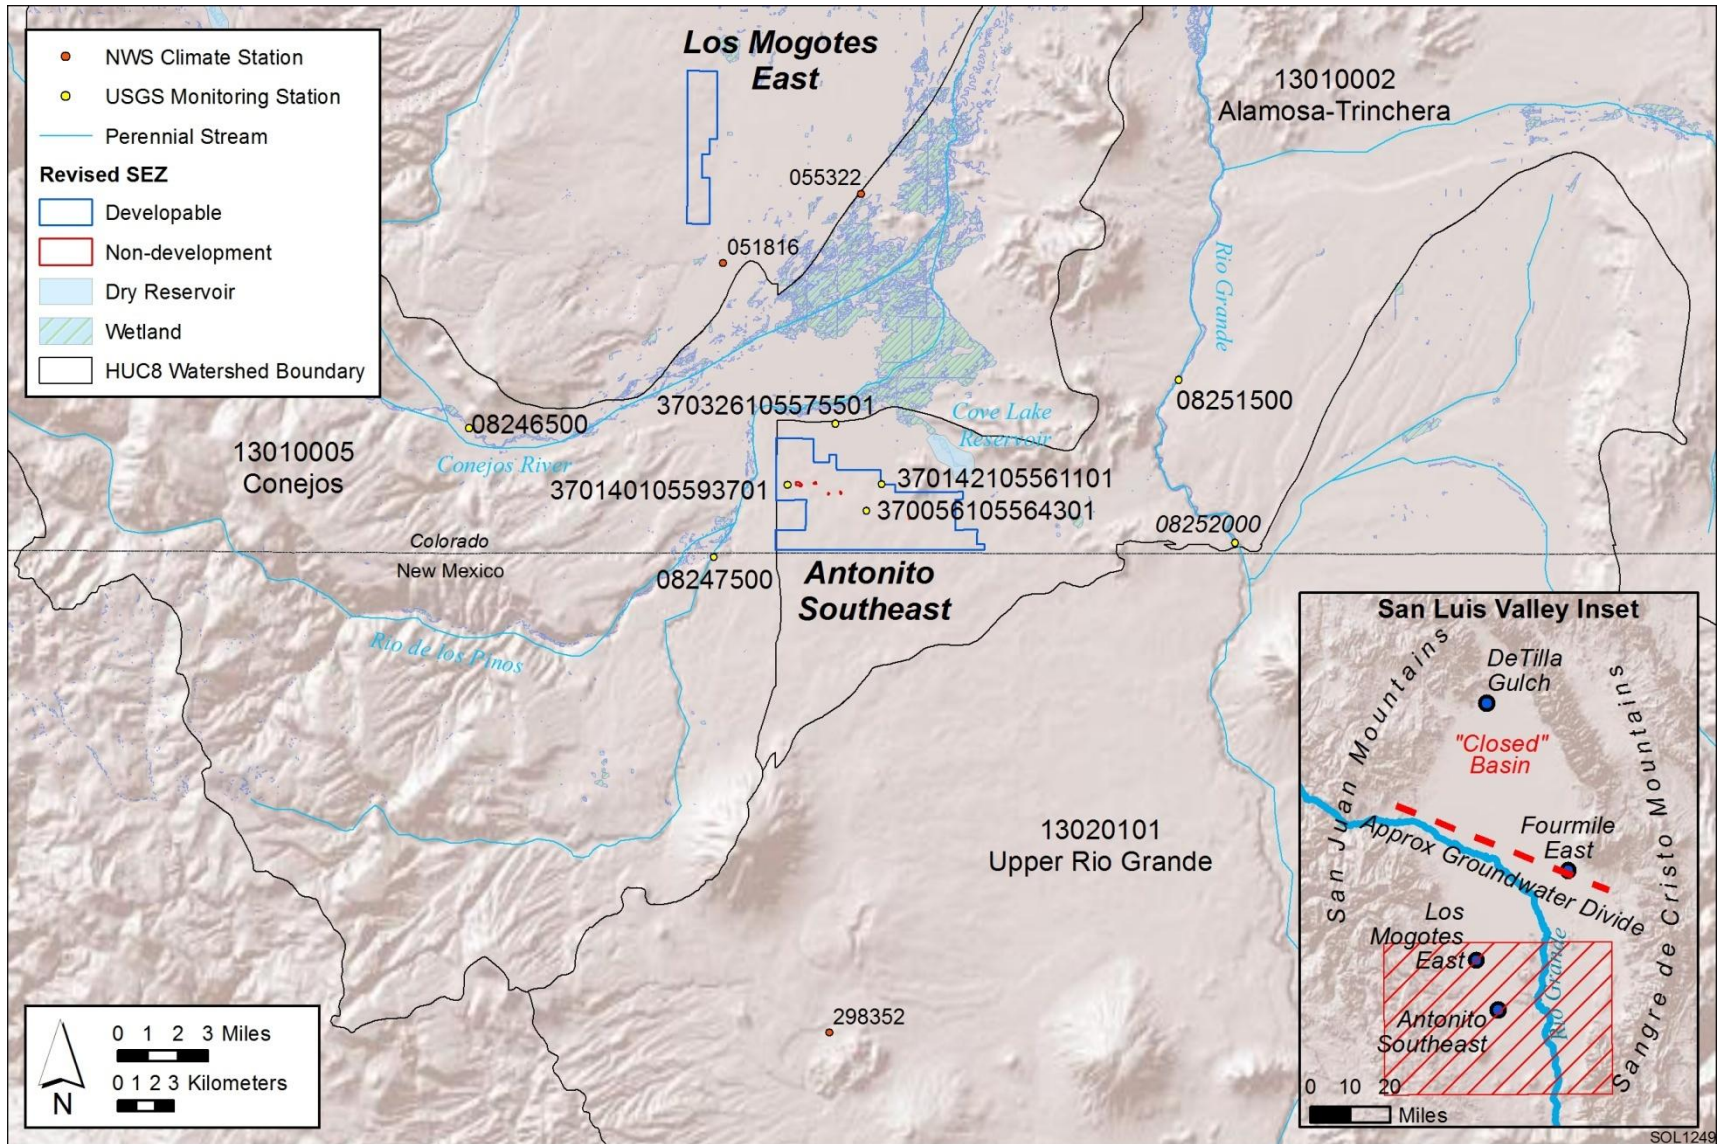 NWS Climate Station
USGS Monitoring Station
Perennial Stream
Revised SEZ
Developable
Non-development
Dry Reservoir
Wetland
HUC8 Watershed Boundary
Los Mogotes
East
13010002
Alamosa-Trinchera
055322
051816
Rio Grande
370326105575501
08251500
Cove Lake
Reservoir
08246500
13010005
Conejos
Conejos River
370140105593701
370142105561101
370056105564301
08252000
Colorado
New Mexico
08247500
Antonito
Southeast
Rio de los Pinos
13020101
Upper Rio Grande
298352
0 1 2 3 Miles
0 1 2 3 Kilometers
N
San Luis Valley Inset
San Juan Mountains
DeTilla
Gulch
"Closed"
Basin
Sangre de Cristo Mountains
Fourmile
East
Approx Groundwater Divide
Los
Mogotes
East
Rio Grande
Antonito
Southeast
0 10 20
Miles
SOL1249